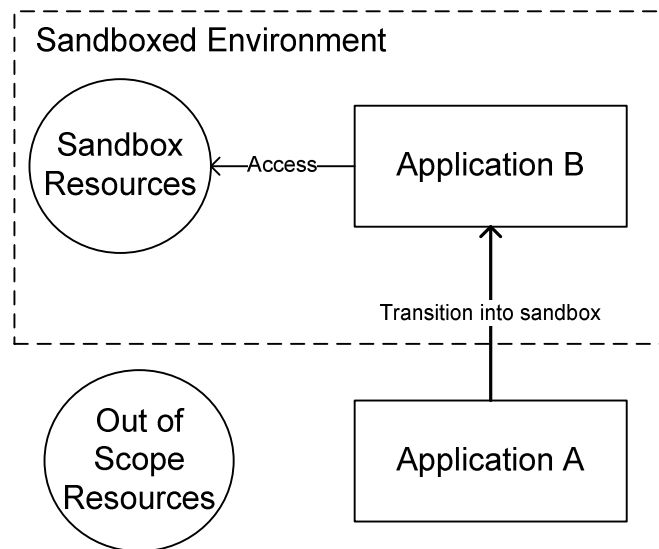 Sandboxed Environment
Sandbox
Resources
Access
Application B
Transition into sandbox
Out of
Scope
Resources
Application A